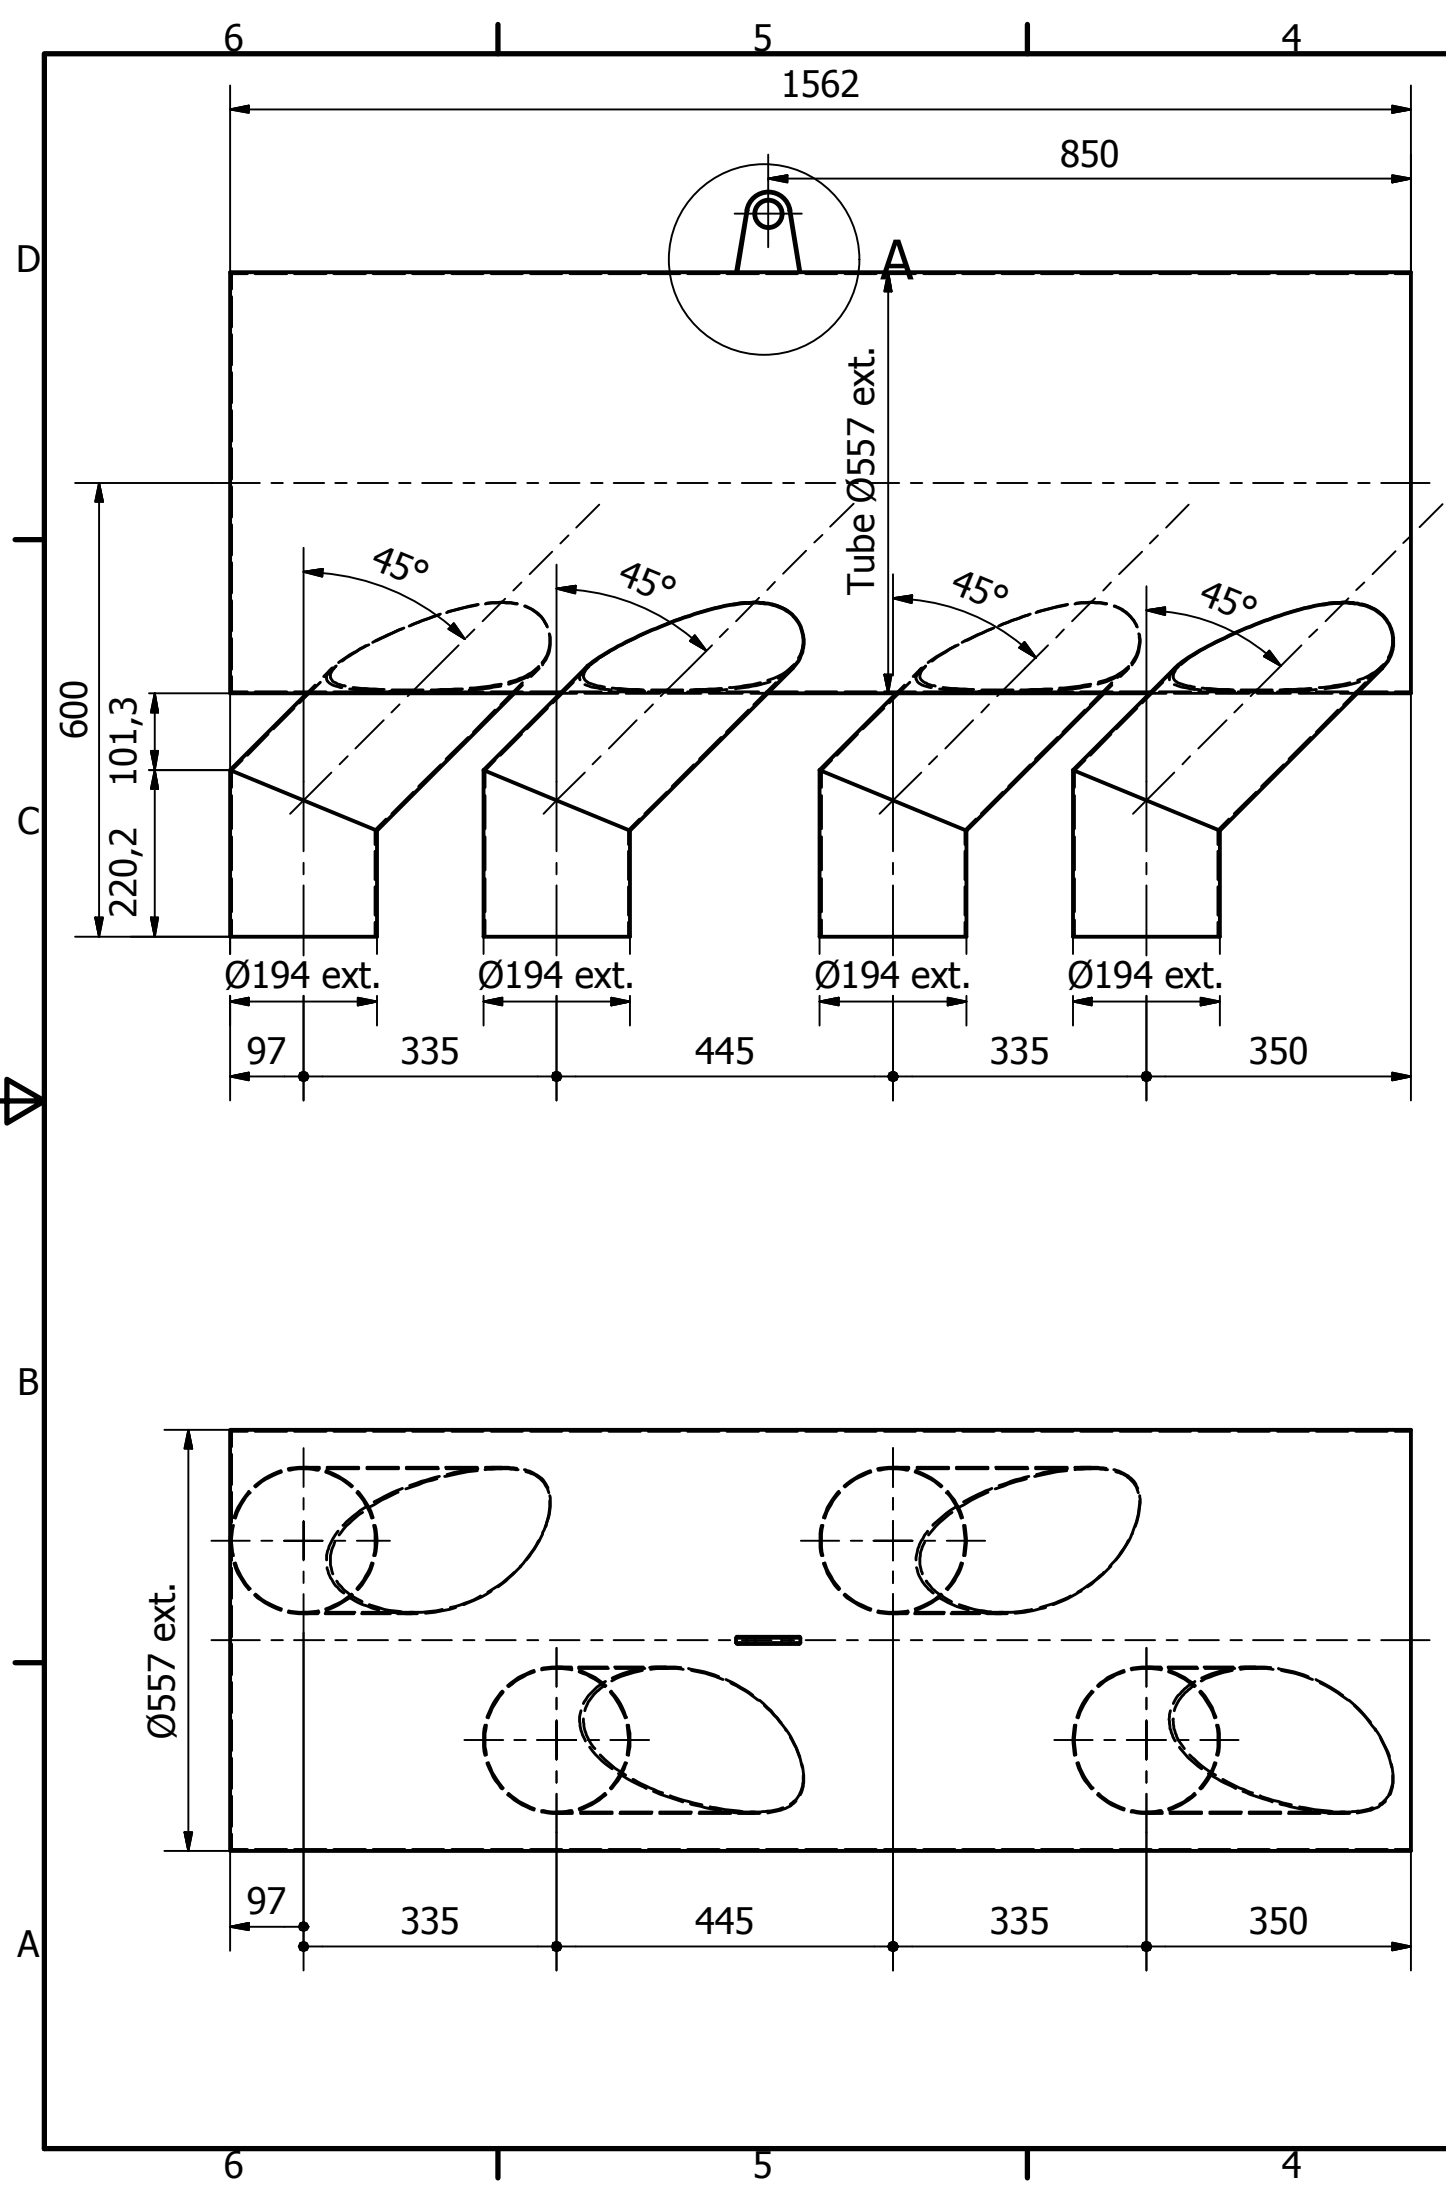 6 5 4
1562
850
D
A
Tube Ø557 ext.
45° 45° 45° 45°
600
101,3
C
220,2
Ø194 ext. Ø194 ext. Ø194 ext. Ø194 ext.
97 335 445 335 350
B
Ø557 ext.
97
335 445 335 350
A
6 5 4